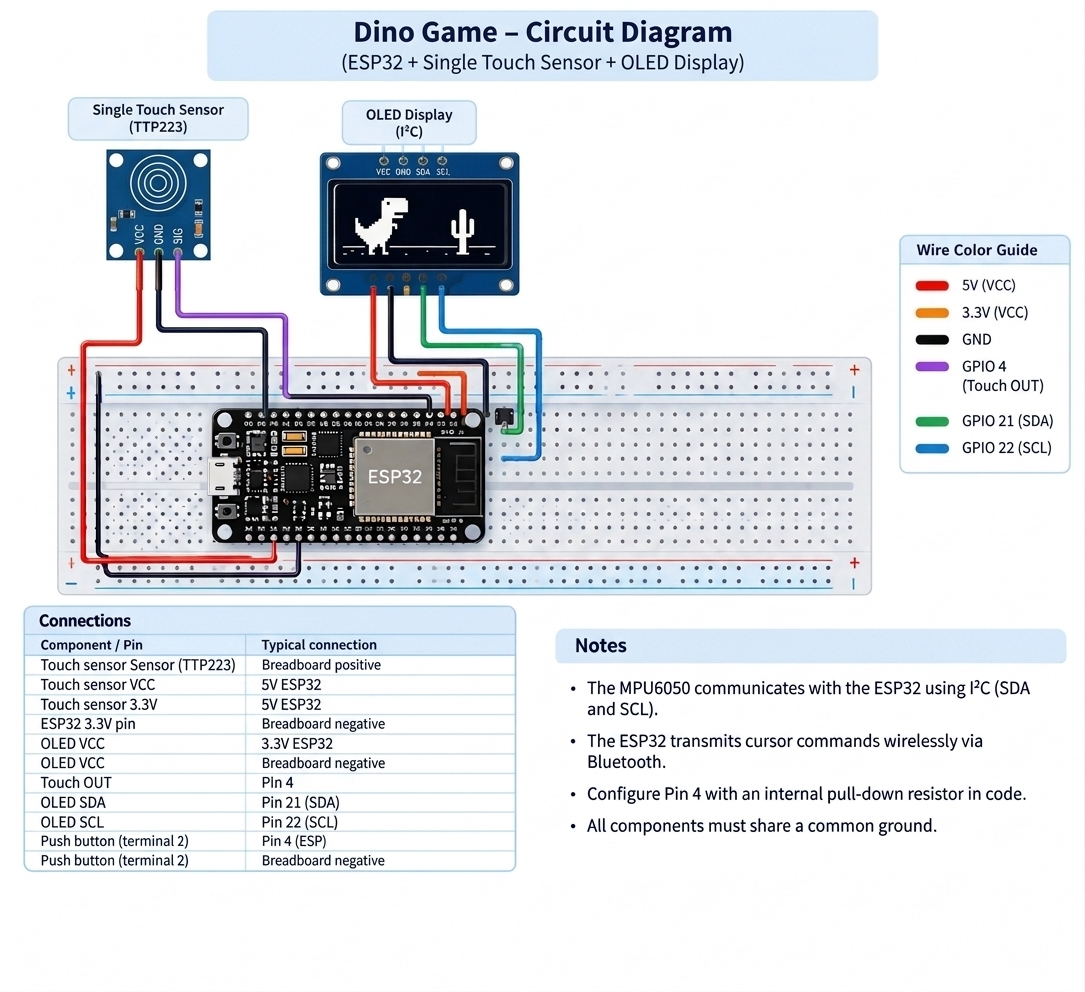 Dino Game – Circuit Diagram
(ESP32 + Single Touch Sensor + OLED Display)
Single Touch Sensor
(TTP223)
OLED Display
(I²C)
VCC GND SIG
VEC GND SDA SCL
ESP32
Wire Color Guide
5V (VCC)
3.3V (VCC)
GND
GPIO 4
(Touch OUT)
GPIO 21 (SDA)
GPIO 22 (SCL)
Connections
Component / Pin Typical connection
Touch sensor Sensor (TTP223) Breadboard positive
Touch sensor VCC 5V ESP32
Touch sensor 3.3V 5V ESP32
ESP32 3.3V pin Breadboard negative
OLED VCC 3.3V ESP32
OLED VCC Breadboard negative
Touch OUT PIn 4
OLED SDA Pin 21 (SDA)
OLED SCL Pin 22 (SCL)
Push button (terminal 2) Pin 4 (ESP)
Push button (terminal 2) Breadboard negative
Notes
• The MPU6050 communicates with the ESP32 using I²C (SDA
and SCL).
• The ESP32 transmits cursor commands wirelessly via
Bluetooth.
• Configure Pin 4 with an internal pull-down resistor in code.
• All components must share a common ground.